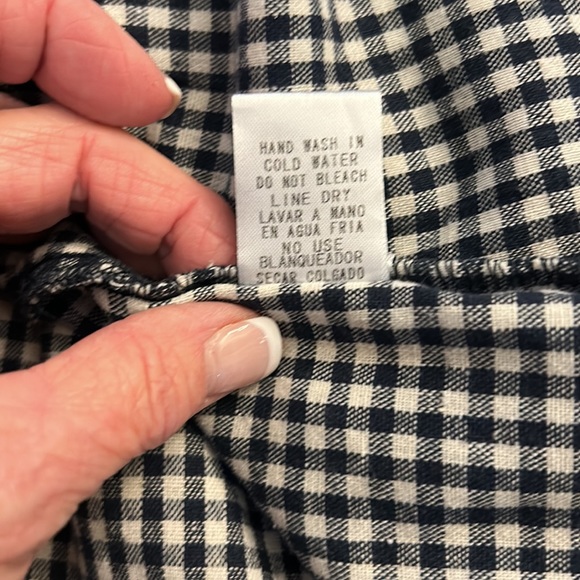 HAND WASH IN
COLD WATER
DO NOT BLEACH
LINE DRY
LAVAR A MANO
EN AGUA FRIA
NO USE
BLANQUEADOR
SECAR COLGADO